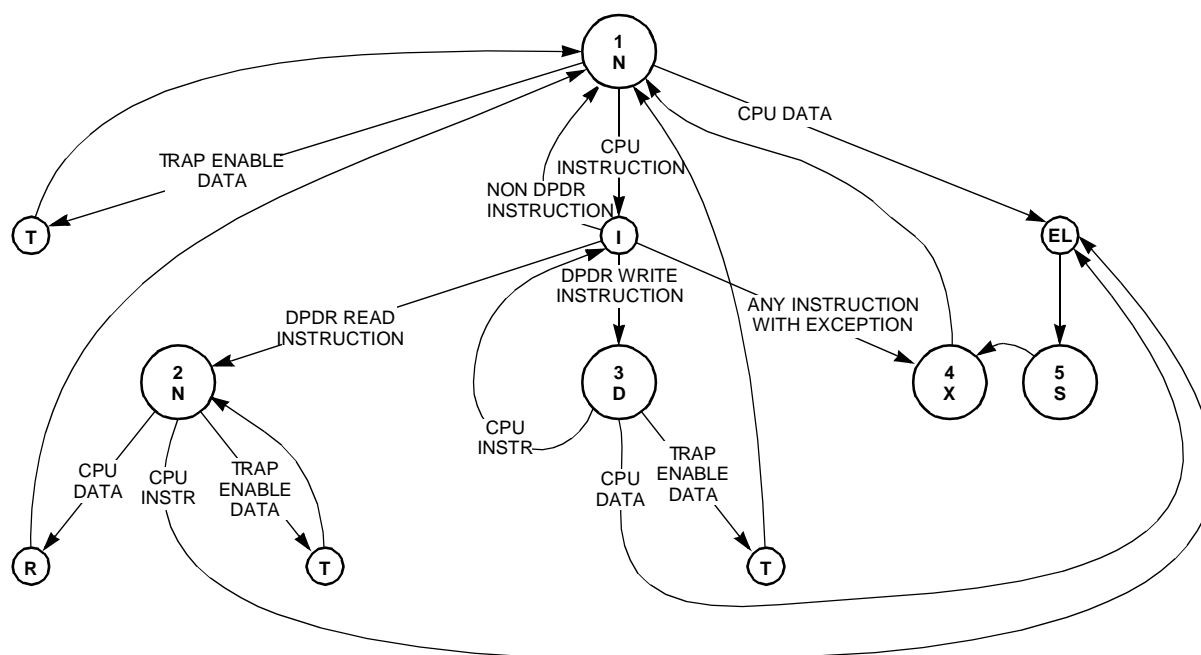 1
N
CPU DATA
TRAP ENABLE
DATA
CPU
INSTRUCTION
NON DPDR
INSTRUCTION
T
I
EL
DPDR WRITE
INSTRUCTION
DPDR READ
INSTRUCTION
ANY INSTRUCTION
WITH EXCEPTION
2
N
3
D
4
X
5
S
CPU
DATA
CPU
INSTR
TRAP
ENABLE
DATA
CPU
INSTR
CPU
DATA
TRAP
ENABLE
DATA
R
T
T